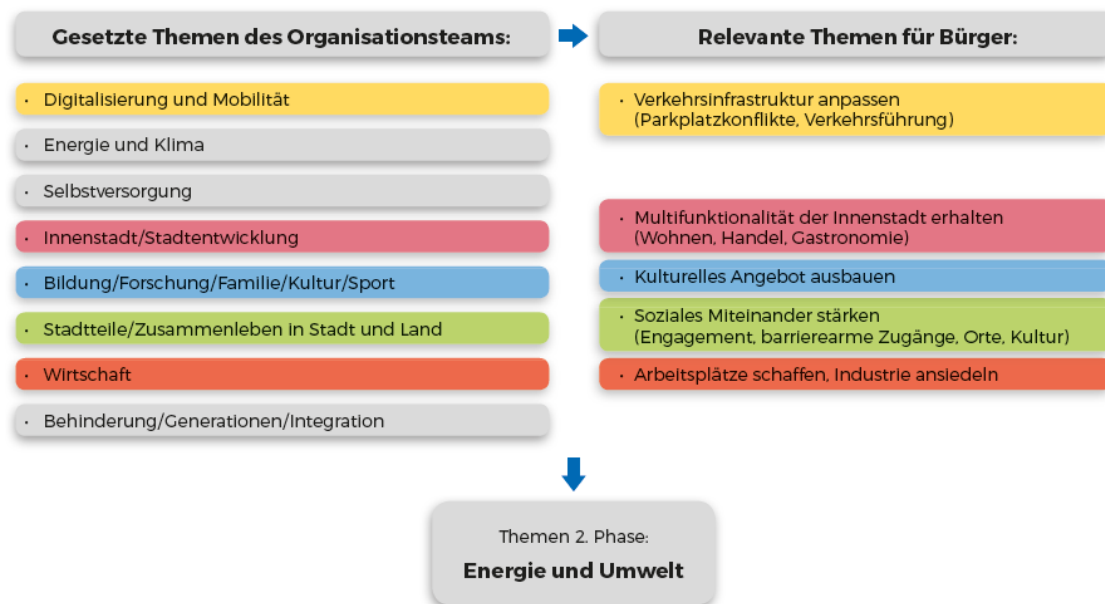 Gesetzte Themen des Organisationsteams:
· Digitalisierung und Mobilität
· Energie und Klima
· Selbstversorgung
· Innenstadt/Stadtentwicklung
· Bildung/Forschung/Familie/Kultur/Sport
· Stadtteile/Zusammenleben in Stadt und Land
· Wirtschaft
· Behinderung/Generationen/Integration
Relevante Themen für Bürger:
· Verkehrsinfrastruktur anpassen
(Parkplatzkonflikte, Verkehrsführung)
· Multifunktionalität der Innenstadt erhalten
(Wohnen, Handel, Gastronomie)
· Kulturelles Angebot ausbauen
· Soziales Miteinander stärken
(Engagement, barrierearme Zugänge, Orte, Kultur)
· Arbeitsplätze schaffen, Industrie ansiedeln
Themen 2. Phase:
Energie und Umwelt